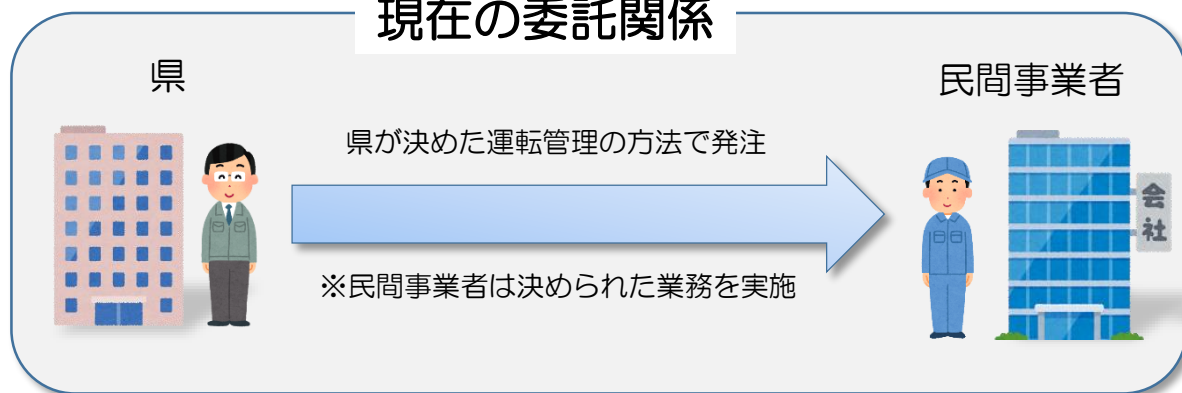 現在の委託関係
県
民間事業者
県が決めた運転管理の方法で発注
会社
※民間事業者は決められた業務を実施